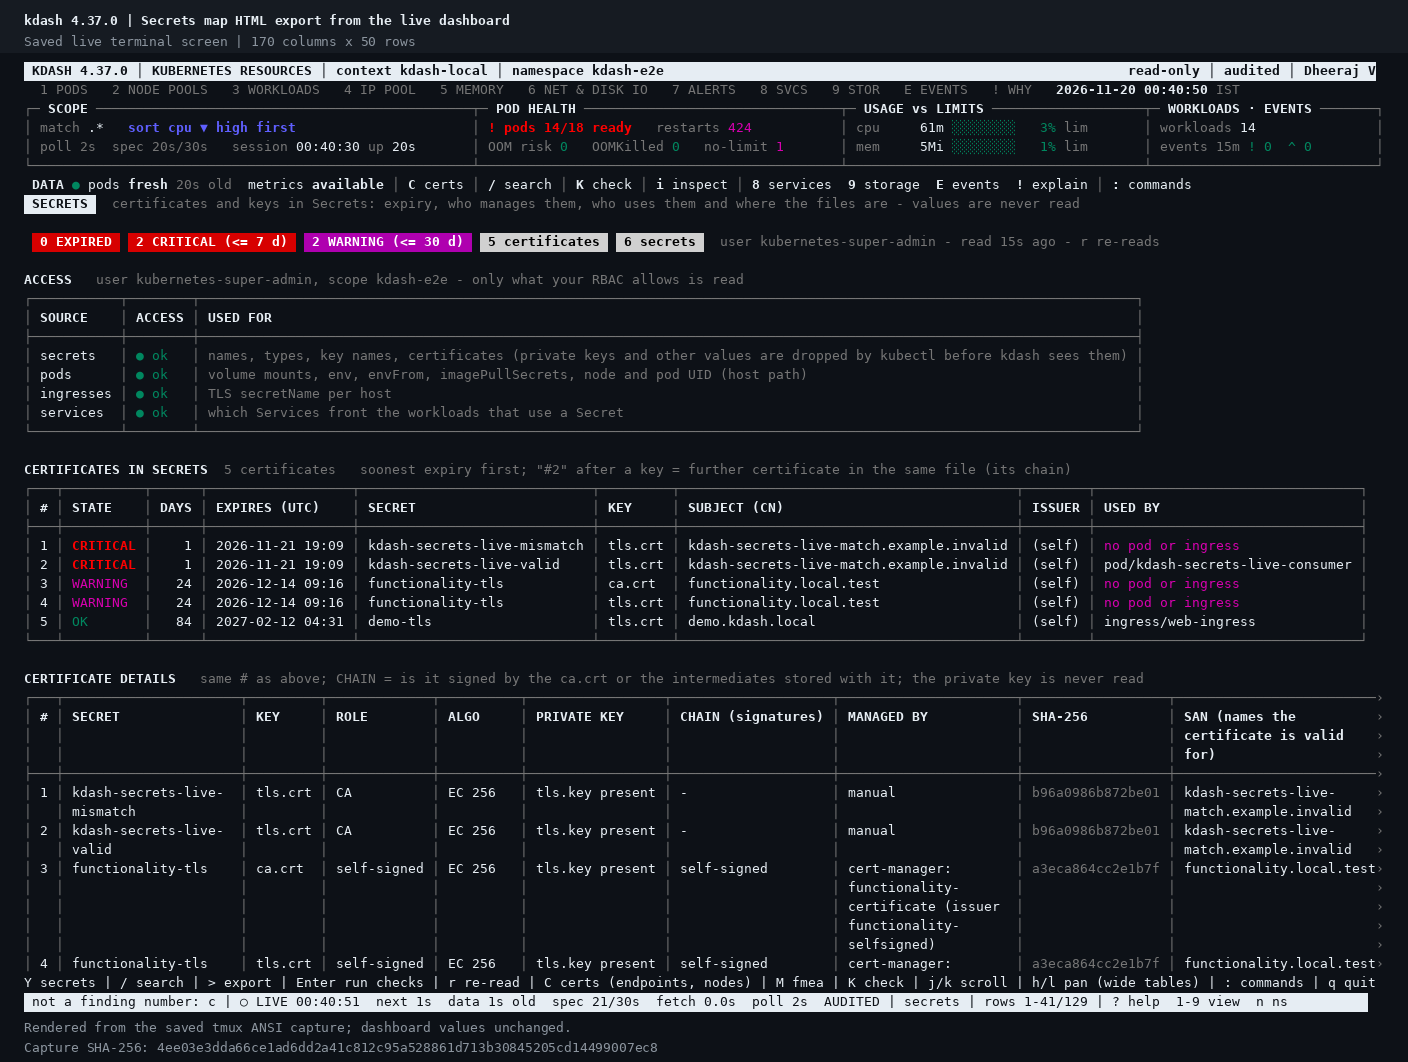 kdash 4.37.0 | Secrets map HTML export from the live dashboard
Saved live terminal screen | 170 columns x 50 rows
KDASH 4.37.0 │ KUBERNETES RESOURCES │ context kdash-local │ namespace kdash-e2e read-only │ audited │ Dheeraj V
1 PODS 2 NODE POOLS 3 WORKLOADS 4 IP POOL 5 MEMORY 6 NET & DISK IO 7 ALERTS 8 SVCS 9 STOR E EVENTS ! WHY 2026-11-20 00:40:50 IST
SCOPE POD HEALTH USAGE vs LIMITS WORKLOADS · EVENTS
match .* sort cpu ▼ high first │ ! pods 14/18 ready restarts 424 │ cpu 61m ░░░░░░░░ 3% lim │ workloads 14
poll 2s spec 20s/30s session 00:40:30 up 20s │ OOM risk 0 OOMKilled 0 no-limit 1 │ mem 5Mi ░░░░░░░░ 1% lim │ events 15m ! 0 ^ 0
DATA ● pods fresh 20s old metrics available │ C certs │ / search │ K check │ i inspect │ 8 services 9 storage E events ! explain │ : commands
SECRETS certificates and keys in Secrets: expiry, who manages them, who uses them and where the files are - values are never read
0 EXPIRED 2 CRITICAL (<= 7 d) 2 WARNING (<= 30 d) 5 certificates 6 secrets user kubernetes-super-admin - read 15s ago - r re-reads
ACCESS user kubernetes-super-admin, scope kdash-e2e - only what your RBAC allows is read
SOURCE │ ACCESS │ USED FOR
secrets │ ● ok │ names, types, key names, certificates (private keys and other values are dropped by kubectl before kdash sees them)
pods │ ● ok │ volume mounts, env, envFrom, imagePullSecrets, node and pod UID (host path)
ingresses │ ● ok │ TLS secretName per host
services │ ● ok │ which Services front the workloads that use a Secret
CERTIFICATES IN SECRETS 5 certificates soonest expiry first; "#2" after a key = further certificate in the same file (its chain)
# │ STATE │ DAYS │ EXPIRES (UTC) │ SECRET │ KEY │ SUBJECT (CN) │ ISSUER │ USED BY
1 │ CRITICAL │ 1 │ 2026-11-21 19:09 │ kdash-secrets-live-mismatch │ tls.crt │ kdash-secrets-live-match.example.invalid │ (self) │ no pod or ingress
2 │ CRITICAL │ 1 │ 2026-11-21 19:09 │ kdash-secrets-live-valid │ tls.crt │ kdash-secrets-live-match.example.invalid │ (self) │ pod/kdash-secrets-live-consumer
3 │ WARNING │ 24 │ 2026-12-14 09:16 │ functionality-tls │ ca.crt │ functionality.local.test │ (self) │ no pod or ingress
4 │ WARNING │ 24 │ 2026-12-14 09:16 │ functionality-tls │ tls.crt │ functionality.local.test │ (self) │ no pod or ingress
5 │ OK │ 84 │ 2027-02-12 04:31 │ demo-tls │ tls.crt │ demo.kdash.local │ (self) │ ingress/web-ingress
CERTIFICATE DETAILS same # as above; CHAIN = is it signed by the ca.crt or the intermediates stored with it; the private key is never read
# │ SECRET │ KEY │ ROLE │ ALGO │ PRIVATE KEY │ CHAIN (signatures) │ MANAGED BY │ SHA-256 │ SAN (names the ›
certificate is valid ›
for) ›
1 │ kdash-secrets-live- │ tls.crt │ CA │ EC 256 │ tls.key present │ - │ manual │ b96a0986b872be01 │ kdash-secrets-live- ›
mismatch │ match.example.invalid ›
2 │ kdash-secrets-live- │ tls.crt │ CA │ EC 256 │ tls.key present │ - │ manual │ b96a0986b872be01 │ kdash-secrets-live- ›
valid │ match.example.invalid ›
3 │ functionality-tls │ ca.crt │ self-signed │ EC 256 │ tls.key present │ self-signed │ cert-manager: │ a3eca864cc2e1b7f │ functionality.local.test›
functionality- ›
certificate (issuer ›
functionality- ›
selfsigned) ›
4 │ functionality-tls │ tls.crt │ self-signed │ EC 256 │ tls.key present │ self-signed │ cert-manager: │ a3eca864cc2e1b7f │ functionality.local.test›
Y secrets | / search | > export | Enter run checks | r re-read | C certs (endpoints, nodes) | M fmea | K check | j/k scroll | h/l pan (wide tables) | : commands | q quit
not a finding number: c | ○ LIVE 00:40:51 next 1s data 1s old spec 21/30s fetch 0.0s poll 2s AUDITED | secrets | rows 1-41/129 | ? help 1-9 view n ns
Rendered from the saved tmux ANSI capture; dashboard values unchanged.
Capture SHA-256: 4ee03e3dda66ce1ad6dd2a41c812c95a528861d713b30845205cd14499007ec8